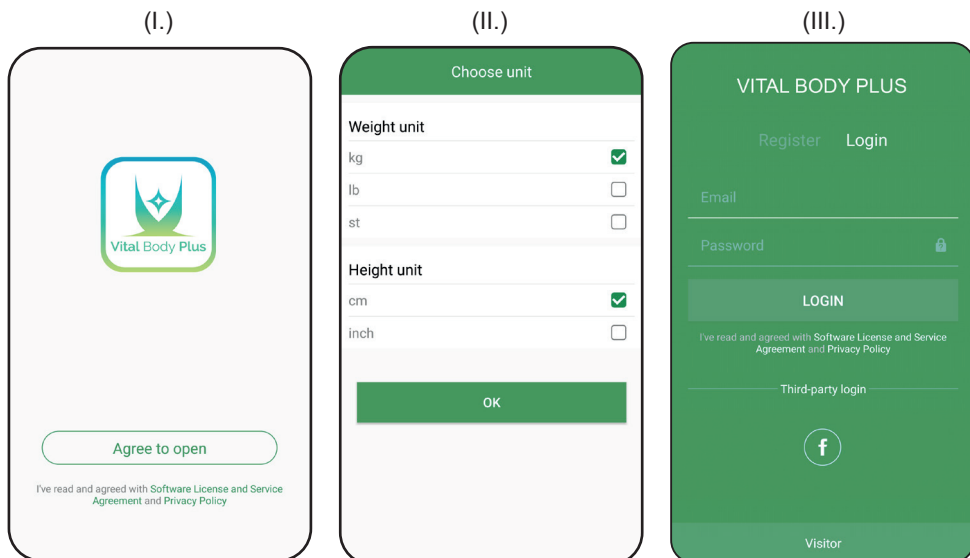 (I.)
Vital Body Plus
Agree to open
I've read and agreed with Software License and Service
Agreement and Privacy Policy
(II.)
Choose unit
Weight unit
kg
lb
st
Height unit
cm
inch
OK
(III.)
VITAL BODY PLUS
Register Login
Email
Password
LOGIN
I've read and agreed with Software License and Service
Agreement and Privacy Policy
Third-party login
f
Visitor